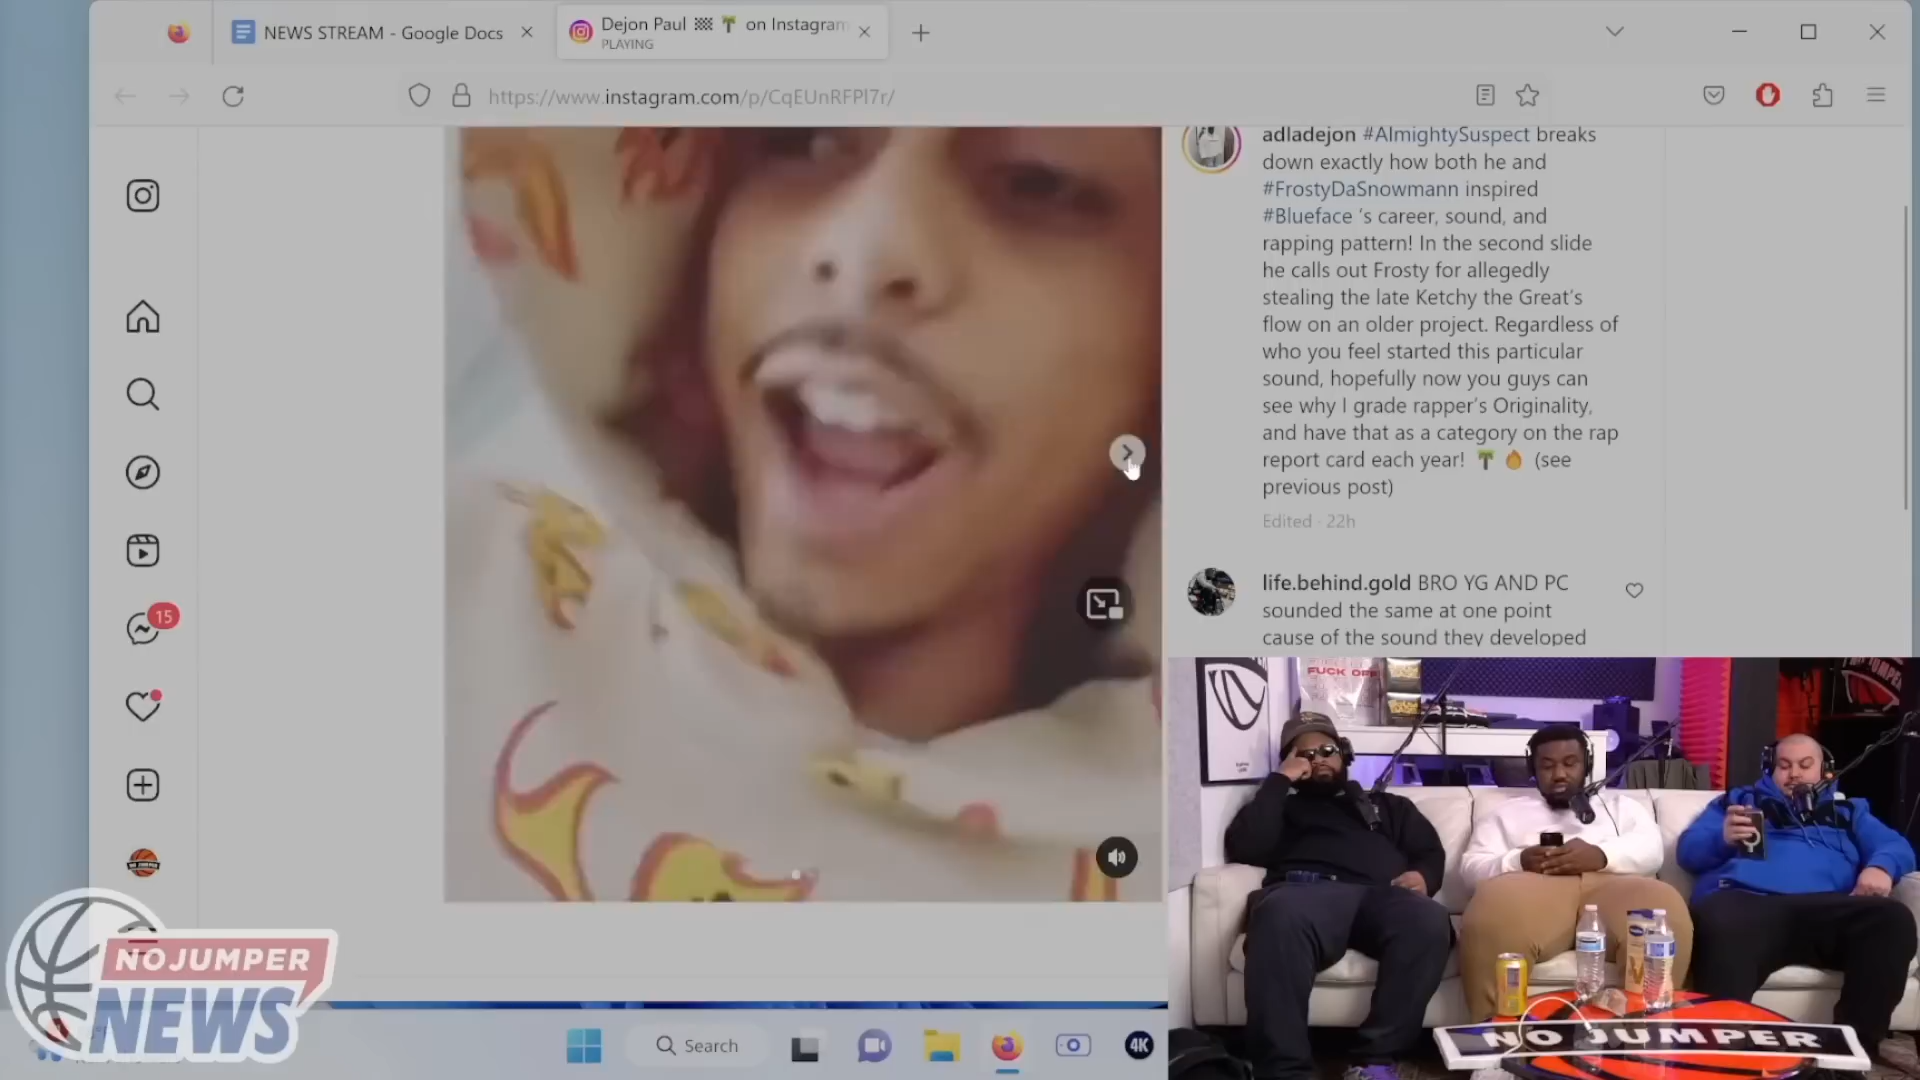 NEWS STREAM - Google Docs
Dejon Paul on Instagram
PLAYING
https://www.instagram.com/p/CqEUnRFPl7r/
adladejon #AlmightySuspect breaks
down exactly how both he and
#FrostyDaSnowmann inspired
#Blueface 's career, sound, and
rapping pattern! In the second slide
he calls out Frosty for allegedly
stealing the late Ketchy the Great's
flow on an older project. Regardless of
who you feel started this particular
sound, hopefully now you guys can
see why I grade rapper's Originality,
and have that as a category on the rap
report card each year! 🌴 🔥 (see
previous post)
Edited · 22h
life.behind.gold BRO YG AND PC
sounded the same at one point
cause of the sound they developed
15
FUCK OFF
NO JUMPER
NEWS
Search
4K
NO JUMPER